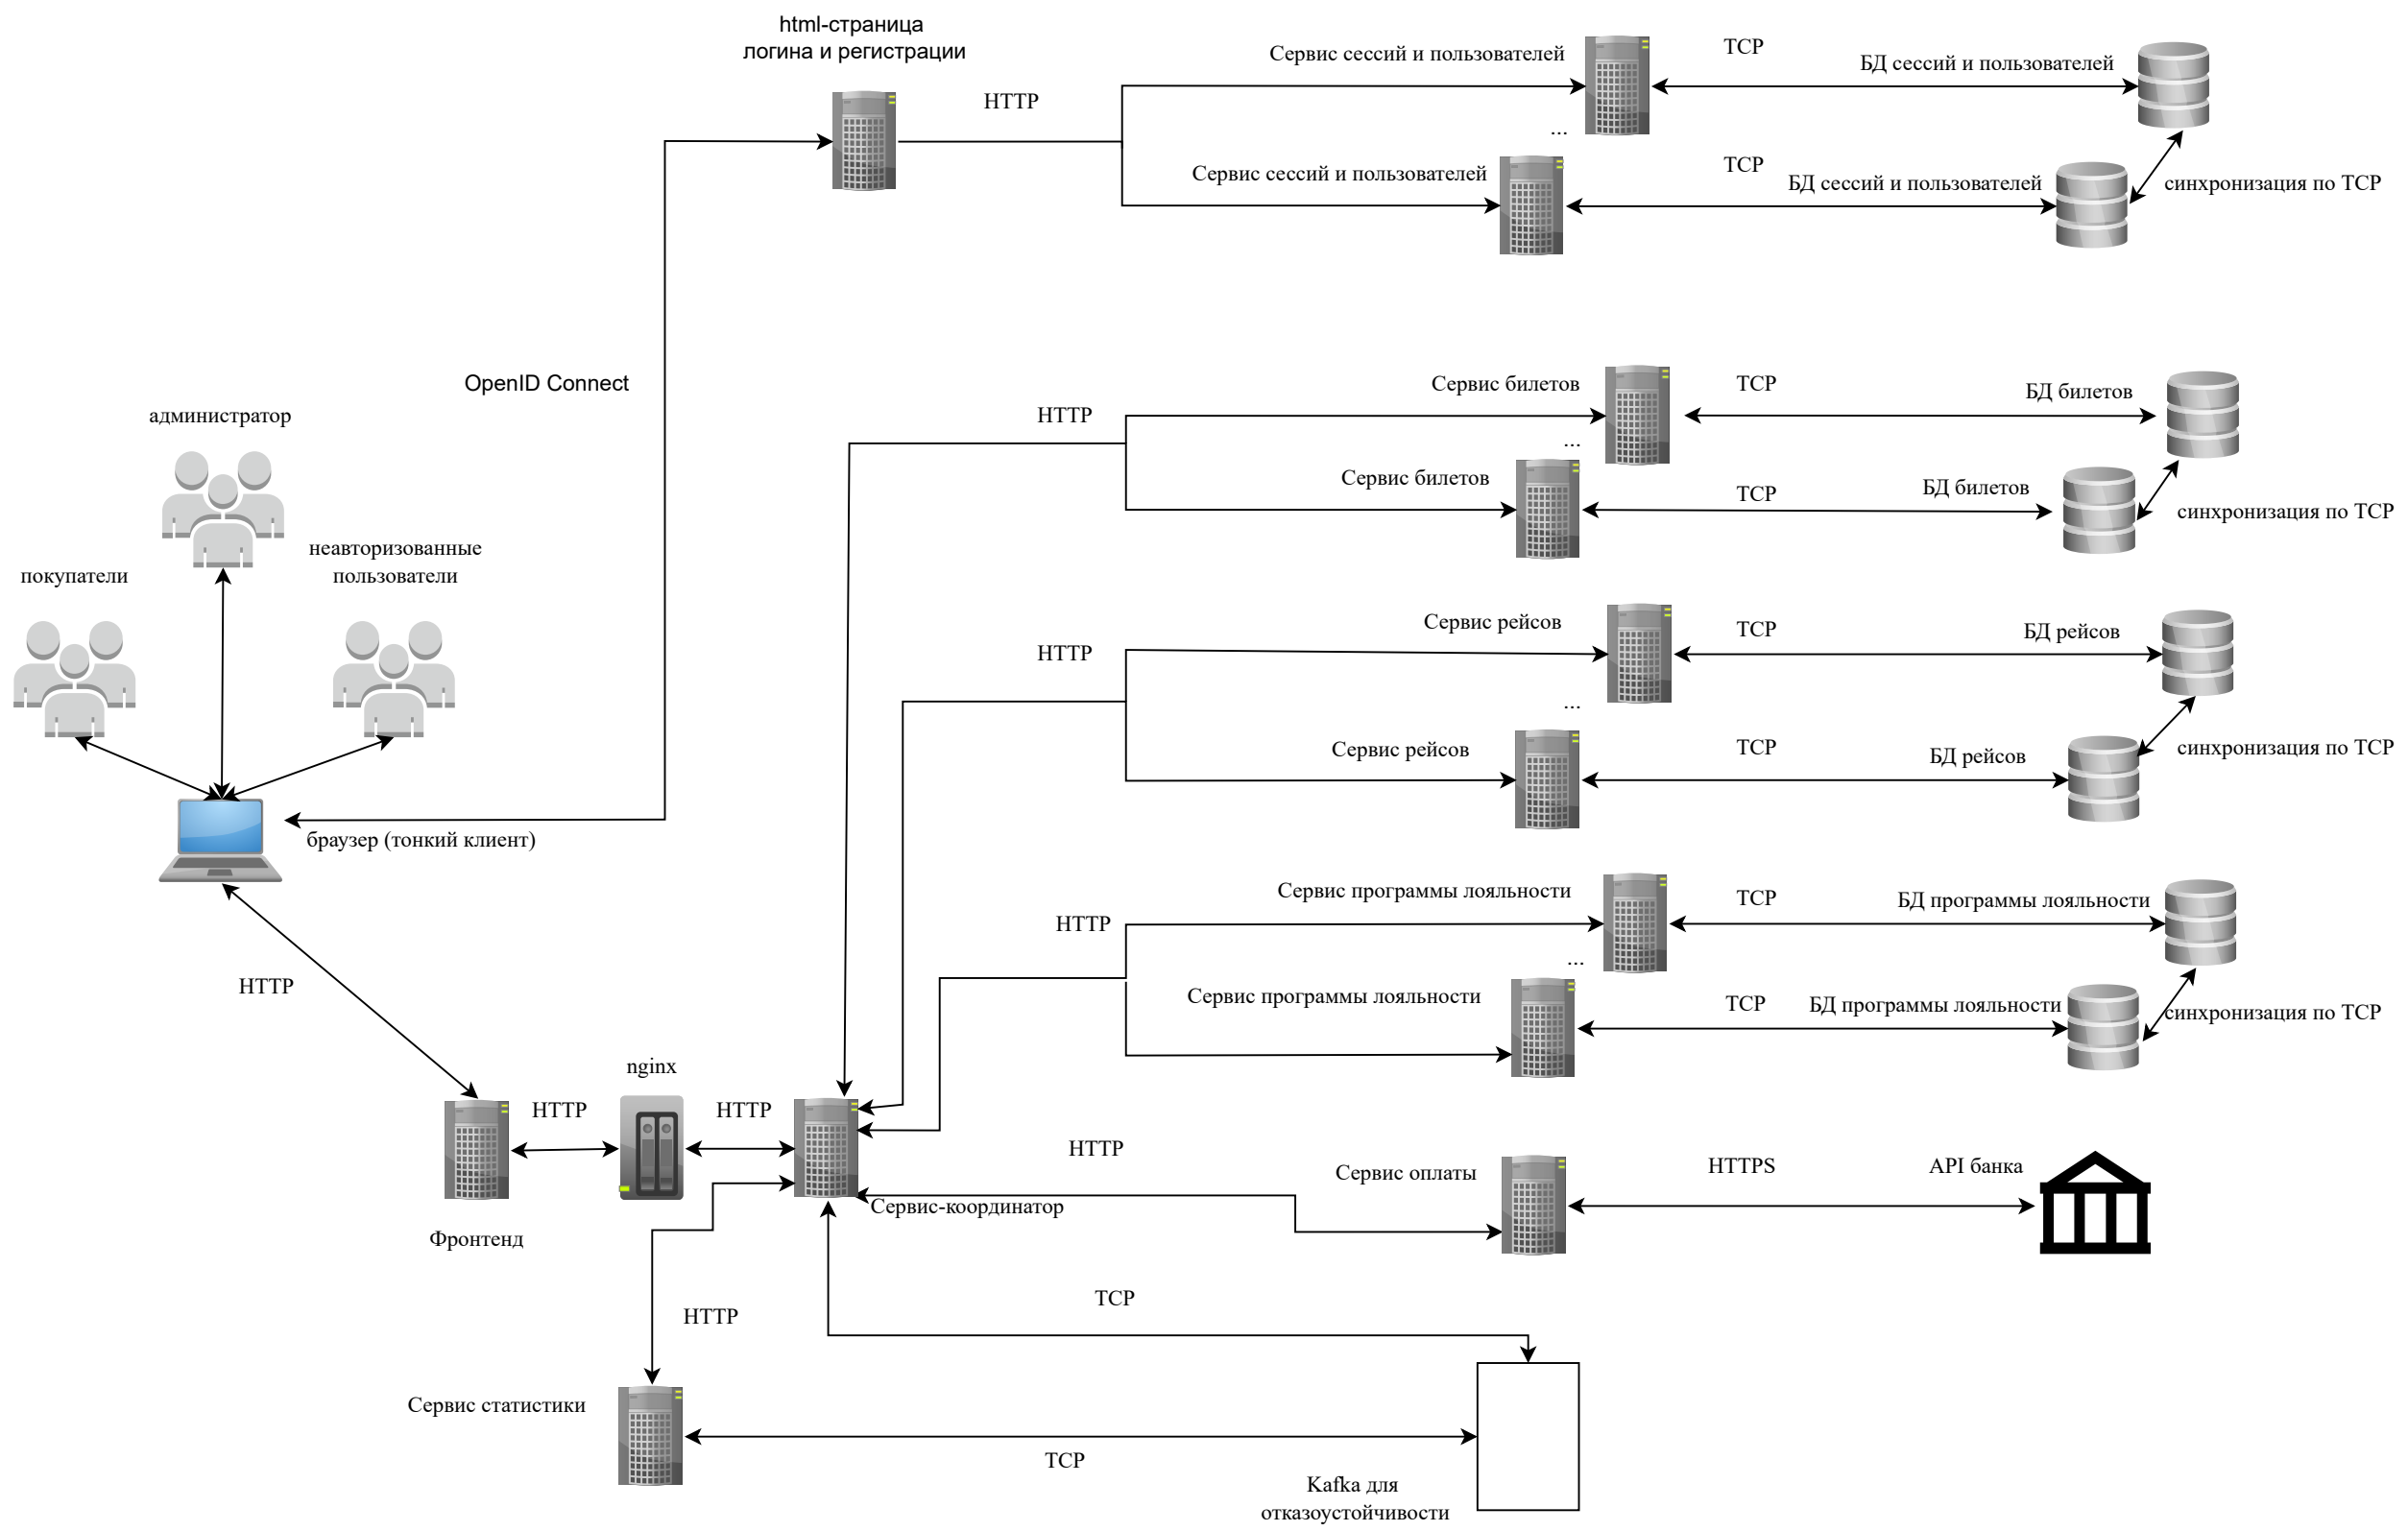 html-страница
логина и регистрации
HTTP
Сервис сессий и пользователей
TCP
БД сессий и пользователей
...
Сервис сессий и пользователей
TCP
БД сессий и пользователей
синхронизация по TCP
OpenID Connect
администратор
неавторизованные
пользователи
покупатели
браузер (тонкий клиент)
HTTP
Сервис билетов
TCP
БД билетов
...
Сервис билетов
TCP
БД билетов
синхронизация по TCP
HTTP
Сервис рейсов
TCP
БД рейсов
...
Сервис рейсов
TCP
БД рейсов
синхронизация по TCP
HTTP
Сервис программы лояльности
TCP
БД программы лояльности
...
Сервис программы лояльности
TCP
БД программы лояльности
синхронизация по TCP
HTTP
nginx
HTTP
HTTP
Фронтенд
Сервис-координатор
HTTP
Сервис оплаты
HTTPS
API банка
HTTP
TCP
Сервис статистики
TCP
Kafka для
отказоустойчивости